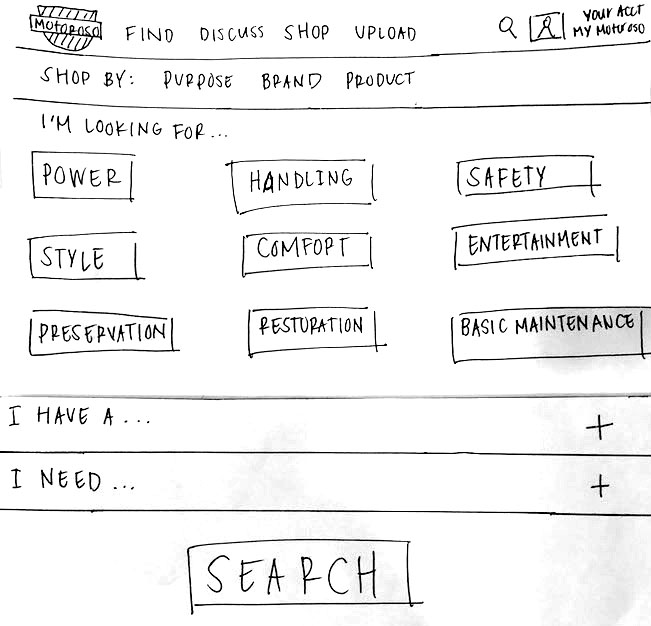 MOTOROSO FIND DISCUSS SHOP UPLOAD YOUR ACCT
MY MOTOROSO
SHOP BY: PURPOSE BRAND PRODUCT
I'M LOOKING FOR...
POWER HANDLING SAFETY
STYLE COMFORT ENTERTAINMENT
PRESERVATION RESTORATION BASIC MAINTENANCE
I HAVE A... +
I NEED... +
SEARCH